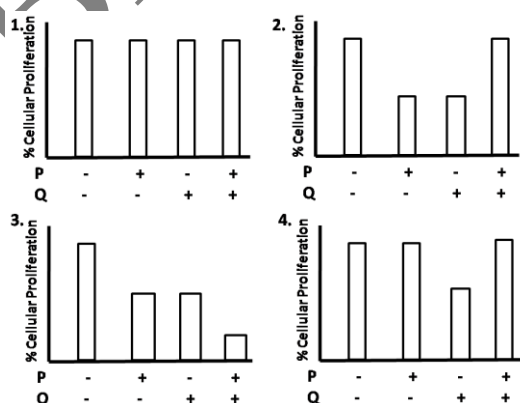 1.
% Cellular Proliferation
P - + - +
Q - - + +
2.
% Cellular Proliferation
P - + - +
Q - - + +
3.
% Cellular Proliferation
P - + - +
Q - - + +
4.
% Cellular Proliferation
P - + - +
Q - - + +